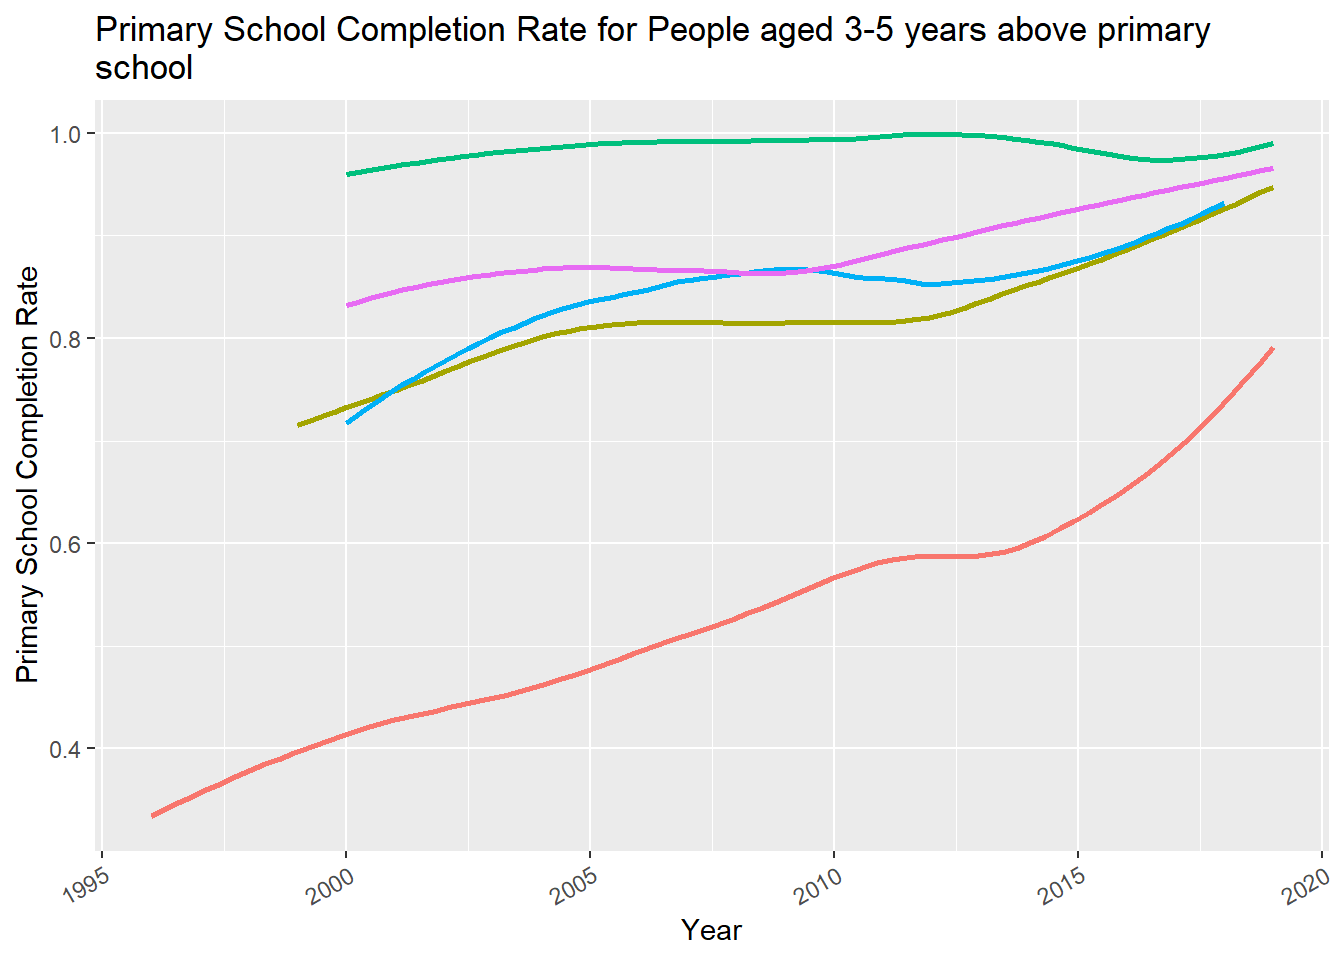 Primary School Completion Rate for People aged 3-5 years above primary
school
Primary School Completion Rate
1.0
0.8
0.6
0.4
1995
2000
2005
2010
2015
2020
Year